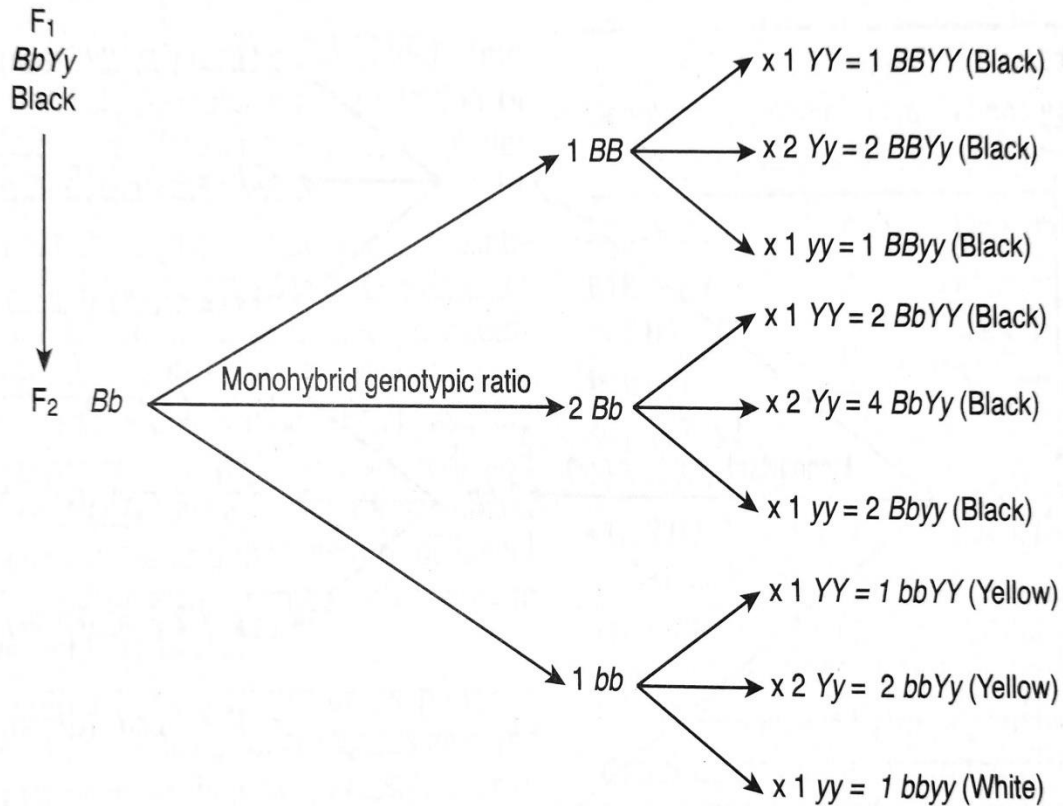 F1
BbYy
Black
x 1 YY = 1 BBYY (Black)
1 BB
x 2 Yy = 2 BBYy (Black)
x 1 yy = 1 BByy (Black)
x 1 YY = 2 BbYY (Black)
F2 Bb
Monohybrid genotypic ratio
2 Bb
x 2 Yy = 4 BbYy (Black)
x 1 yy = 2 Bbyy (Black)
x 1 YY = 1 bbYY (Yellow)
1 bb
x 2 Yy = 2 bbYy (Yellow)
x 1 yy = 1 bbyy (White)